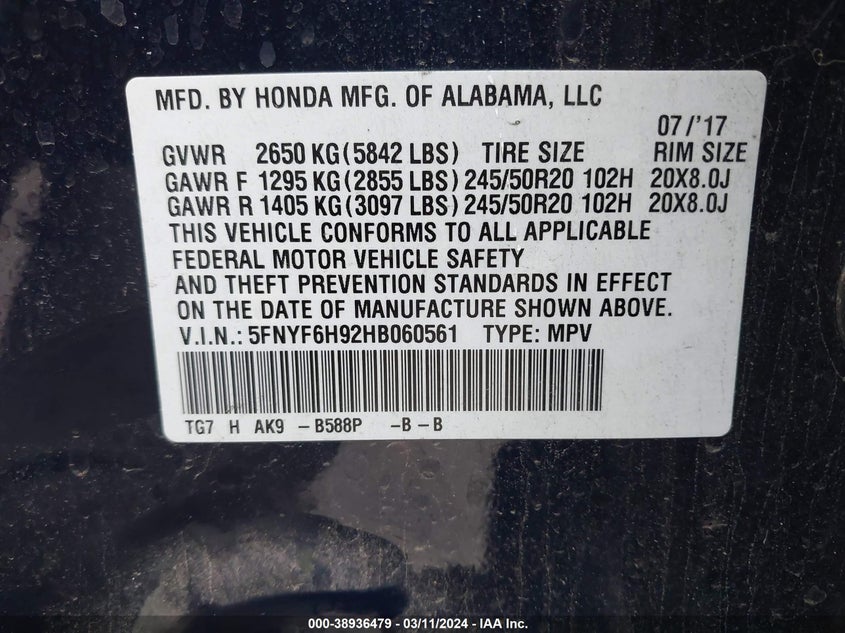 MFD. BY HONDA MFG. OF ALABAMA, LLC
07/'17
GVWR 2650 KG (5842 LBS) TIRE SIZE RIM SIZE
GAWR F 1295 KG (2855 LBS) 245/50R20 102H 20X8.0J
GAWR R 1405 KG (3097 LBS) 245/50R20 102H 20X8.0J
THIS VEHICLE CONFORMS TO ALL APPLICABLE
FEDERAL MOTOR VEHICLE SAFETY
AND THEFT PREVENTION STANDARDS IN EFFECT
ON THE DATE OF MANUFACTURE SHOWN ABOVE.
V.I.N.: 5FNYF6H92HB060561 TYPE: MPV
TG7 H AK9 -B588P -B-B
000-38936479 - 03/11/2024 - IAA Inc.